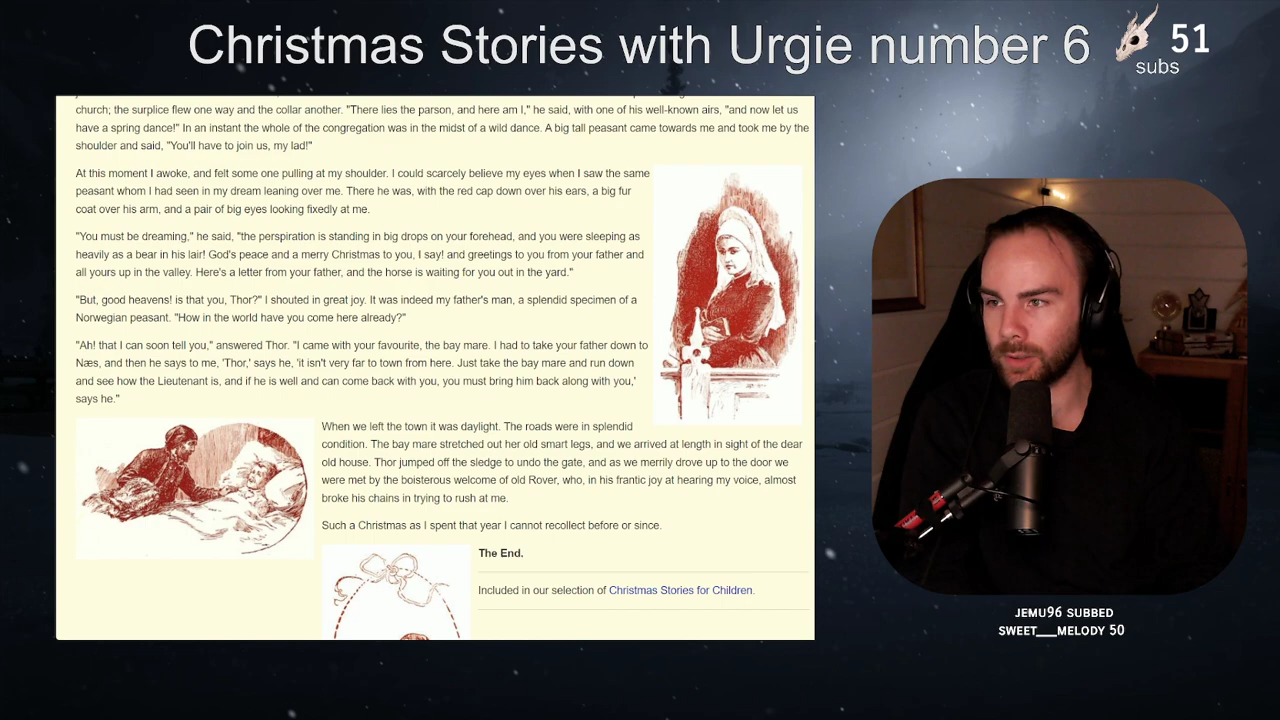 Christmas Stories with Urgie number 6
51
subs
church; the surplice flew one way and the collar another. "There lies the parson, and here am I," he said, with one of his well-known airs, "and now let us
have a spring dance!" In an instant the whole of the congregation was in the midst of a wild dance. A big tall peasant came towards me and took me by the
shoulder and said, "You'll have to join us, my lad!"
At this moment I awoke, and felt some one pulling at my shoulder. I could scarcely believe my eyes when I saw the same
peasant whom I had seen in my dream leaning over me. There he was, with the red cap down over his ears, a big fur
coat over his arm, and a pair of big eyes looking fixedly at me.
"You must be dreaming," he said, "the perspiration is standing in big drops on your forehead, and you were sleeping as
heavily as a bear in his lair! God's peace and a merry Christmas to you, I say! and greetings to you from your father and
all yours up in the valley. Here's a letter from your father, and the horse is waiting for you out in the yard."
"But, good heavens! is that you, Thor?" I shouted in great joy. It was indeed my father's man, a splendid specimen of a
Norwegian peasant. "How in the world have you come here already?"
"Ah! that I can soon tell you," answered Thor. "I came with your favourite, the bay mare. I had to take your father down to
Næs, and then he says to me, 'Thor,' says he, 'it isn't very far to town from here. Just take the bay mare and run down
and see how the Lieutenant is, and if he is well and can come back with you, you must bring him back along with you,'
says he."
When we left the town it was daylight. The roads were in splendid
condition. The bay mare stretched out her old smart legs, and we arrived at length in sight of the dear
old house. Thor jumped off the sledge to undo the gate, and as we merrily drove up to the door we
were met by the boisterous welcome of old Rover, who, in his frantic joy at hearing my voice, almost
broke his chains in trying to rush at me.
Such a Christmas as I spent that year I cannot recollect before or since.
The End.
Included in our selection of Christmas Stories for Children.
JEMU96 SUBBED
SWEET__MELODY 50